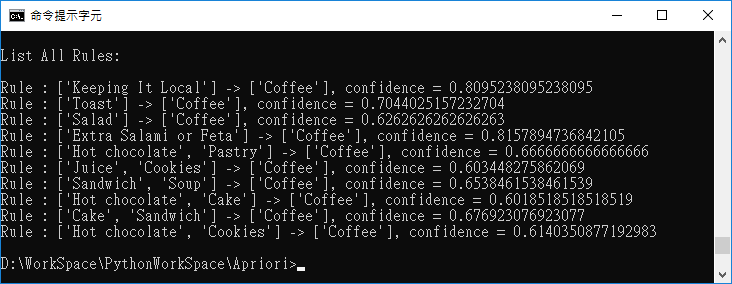 命令提示字元
List All Rules:
Rule : ['Keeping It Local'] -> ['Coffee'], confidence = 0.8095238095238095
Rule : ['Toast'] -> ['Coffee'], confidence = 0.7044025157232704
Rule : ['Salad'] -> ['Coffee'], confidence = 0.6262626262626263
Rule : ['Extra Salami or Feta'] -> ['Coffee'], confidence = 0.8157894736842105
Rule : ['Hot chocolate', 'Pastry'] -> ['Coffee'], confidence = 0.6666666666666666
Rule : ['Juice', 'Cookies'] -> ['Coffee'], confidence = 0.603448275862069
Rule : ['Sandwich', 'Soup'] -> ['Coffee'], confidence = 0.6538461538461539
Rule : ['Hot chocolate', 'Cake'] -> ['Coffee'], confidence = 0.6018518518518519
Rule : ['Cake', 'Sandwich'] -> ['Coffee'], confidence = 0.676923076923077
Rule : ['Hot chocolate', 'Cookies'] -> ['Coffee'], confidence = 0.6140350877192983
D:\WorkSpace\PythonWorkSpace\Apriori>